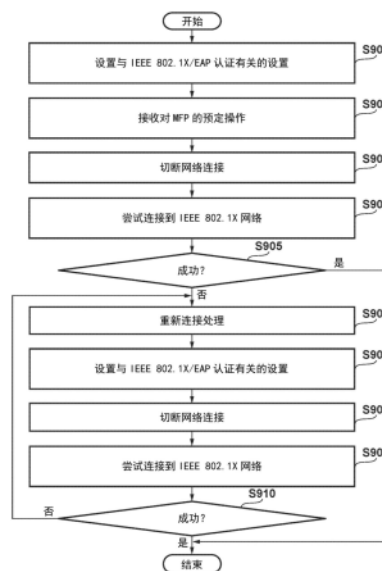 开始
设置与 IEEE 802.1X/EAP 认证有关的设置
接收对 MFP 的预定操作
切断网络连接
尝试连接到 IEEE 802.1X 网络
S905
成功？
是
否
重新连接处理
设置与 IEEE 802.1X/EAP 认证有关的设置
切断网络连接
尝试连接到 IEEE 802.1X 网络
S910
成功？
否
是
结束